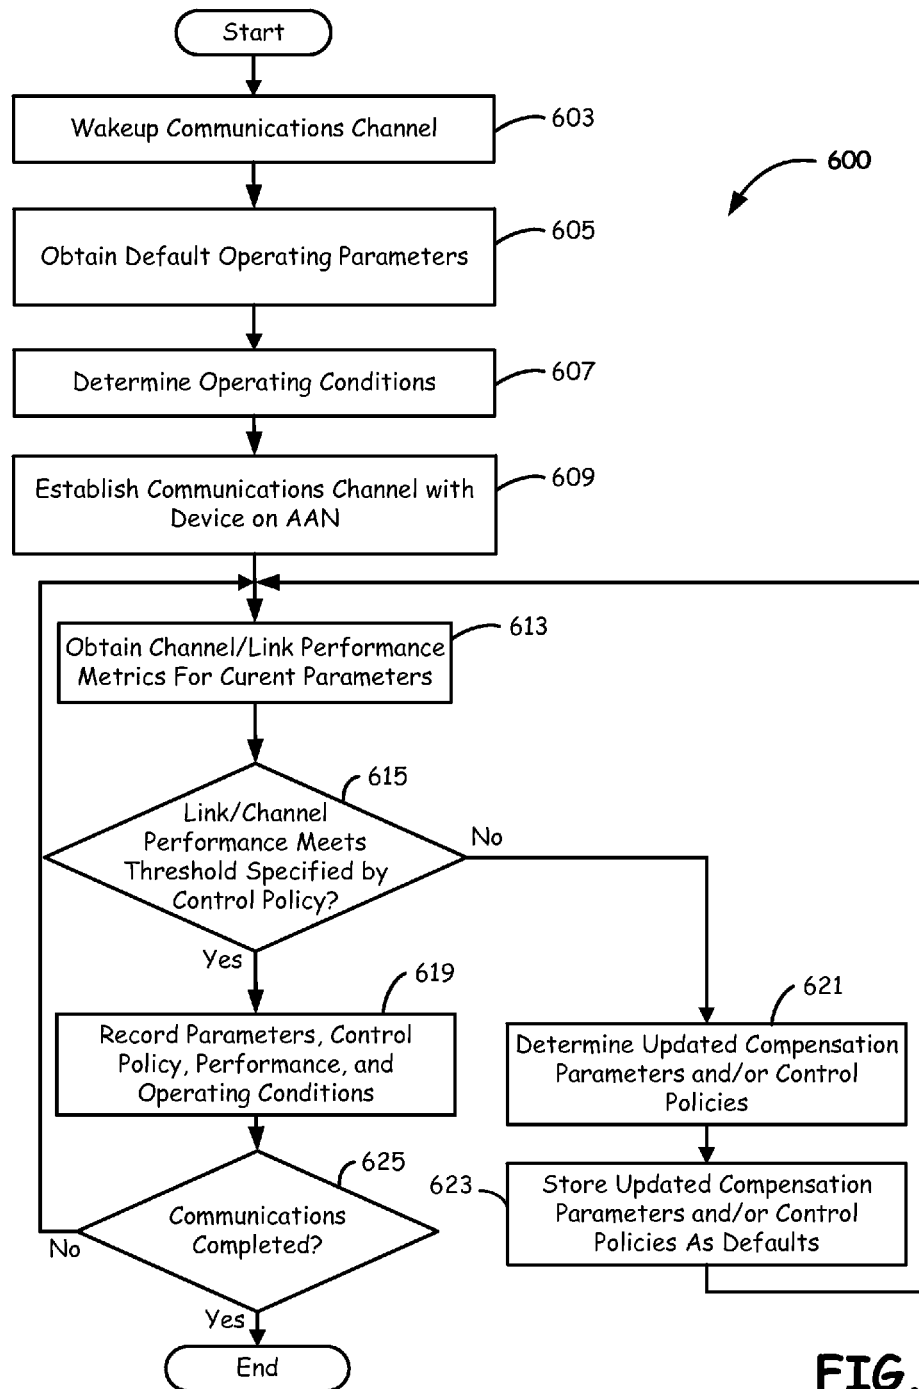 Start
Wakeup Communications Channel
603
600
Obtain Default Operating Parameters
605
Determine Operating Conditions
607
Establish Communications Channel with
Device on AAN
609
Obtain Channel/Link Performance
Metrics For Curent Parameters
613
615
Link/Channel
Performance Meets
Threshold Specified by
Control Policy?
No
Yes
619
Record Parameters, Control
Policy, Performance, and
Operating Conditions
621
Determine Updated Compensation
Parameters and/or Control
Policies
625
Communications
Completed?
No
Yes
623
Store Updated Compensation
Parameters and/or Control
Policies As Defaults
End
FIG.